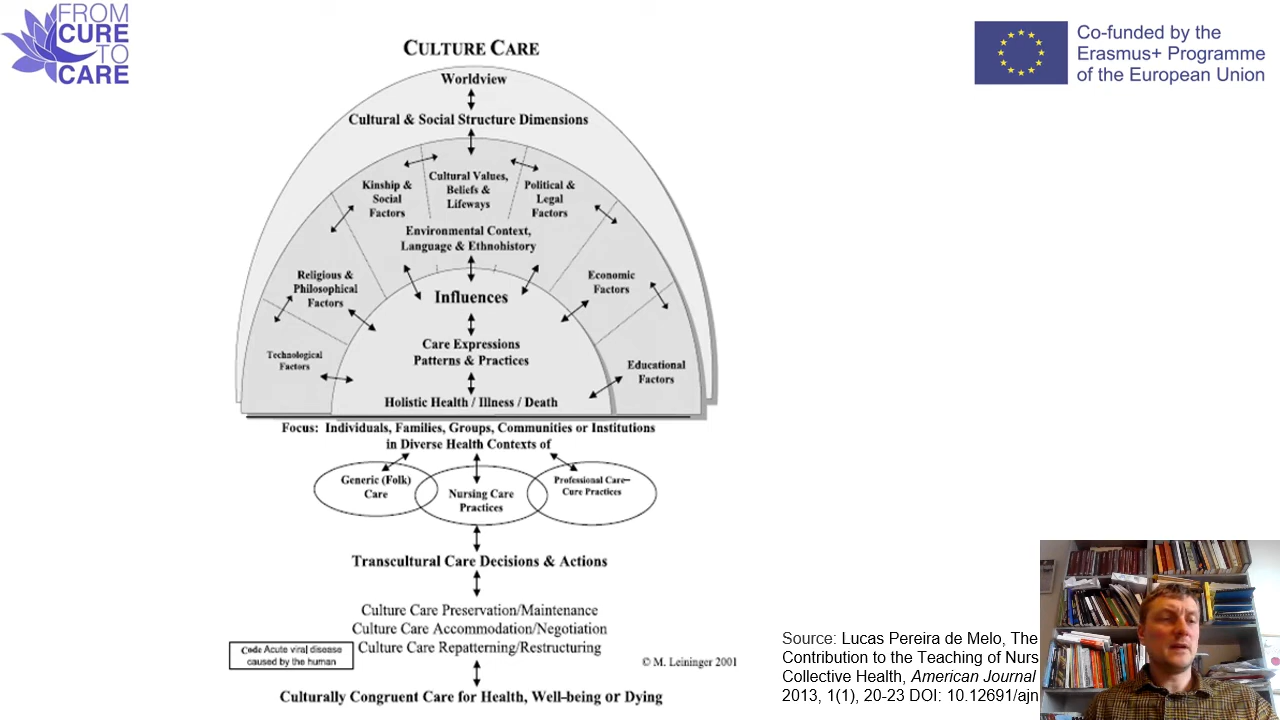 FROM
CURE
TO
CARE
Co-funded by the
Erasmus+ Programme
of the European Union
CULTURE CARE
Worldview
Cultural & Social Structure Dimensions
Kinship &
Social
Factors
Cultural Values,
Beliefs &
Lifeways
Political &
Legal
Factors
Environmental Context,
Language & Ethnohistory
Religious &
Philosophical
Factors
Influences
Economic
Factors
Technological
Factors
Care Expressions
Patterns & Practices
Educational
Factors
Holistic Health / Illness / Death
Focus: Individuals, Families, Groups, Communities or Institutions
in Diverse Health Contexts of
Generic (Folk)
Care
Nursing Care
Practices
Professional Care–
Cure Practices
Transcultural Care Decisions & Actions
Culture Care Preservation/Maintenance
Culture Care Accommodation/Negotiation
Culture Care Repatterning/Restructuring
Code Acute viral disease
caused by the human
© M. Leininger 2001
Culturally Congruent Care for Health, Well-being or Dying
Source: Lucas Pereira de Melo, The
Contribution to the Teaching of Nurs
Collective Health, American Journal
2013, 1(1), 20-23 DOI: 10.12691/ajn